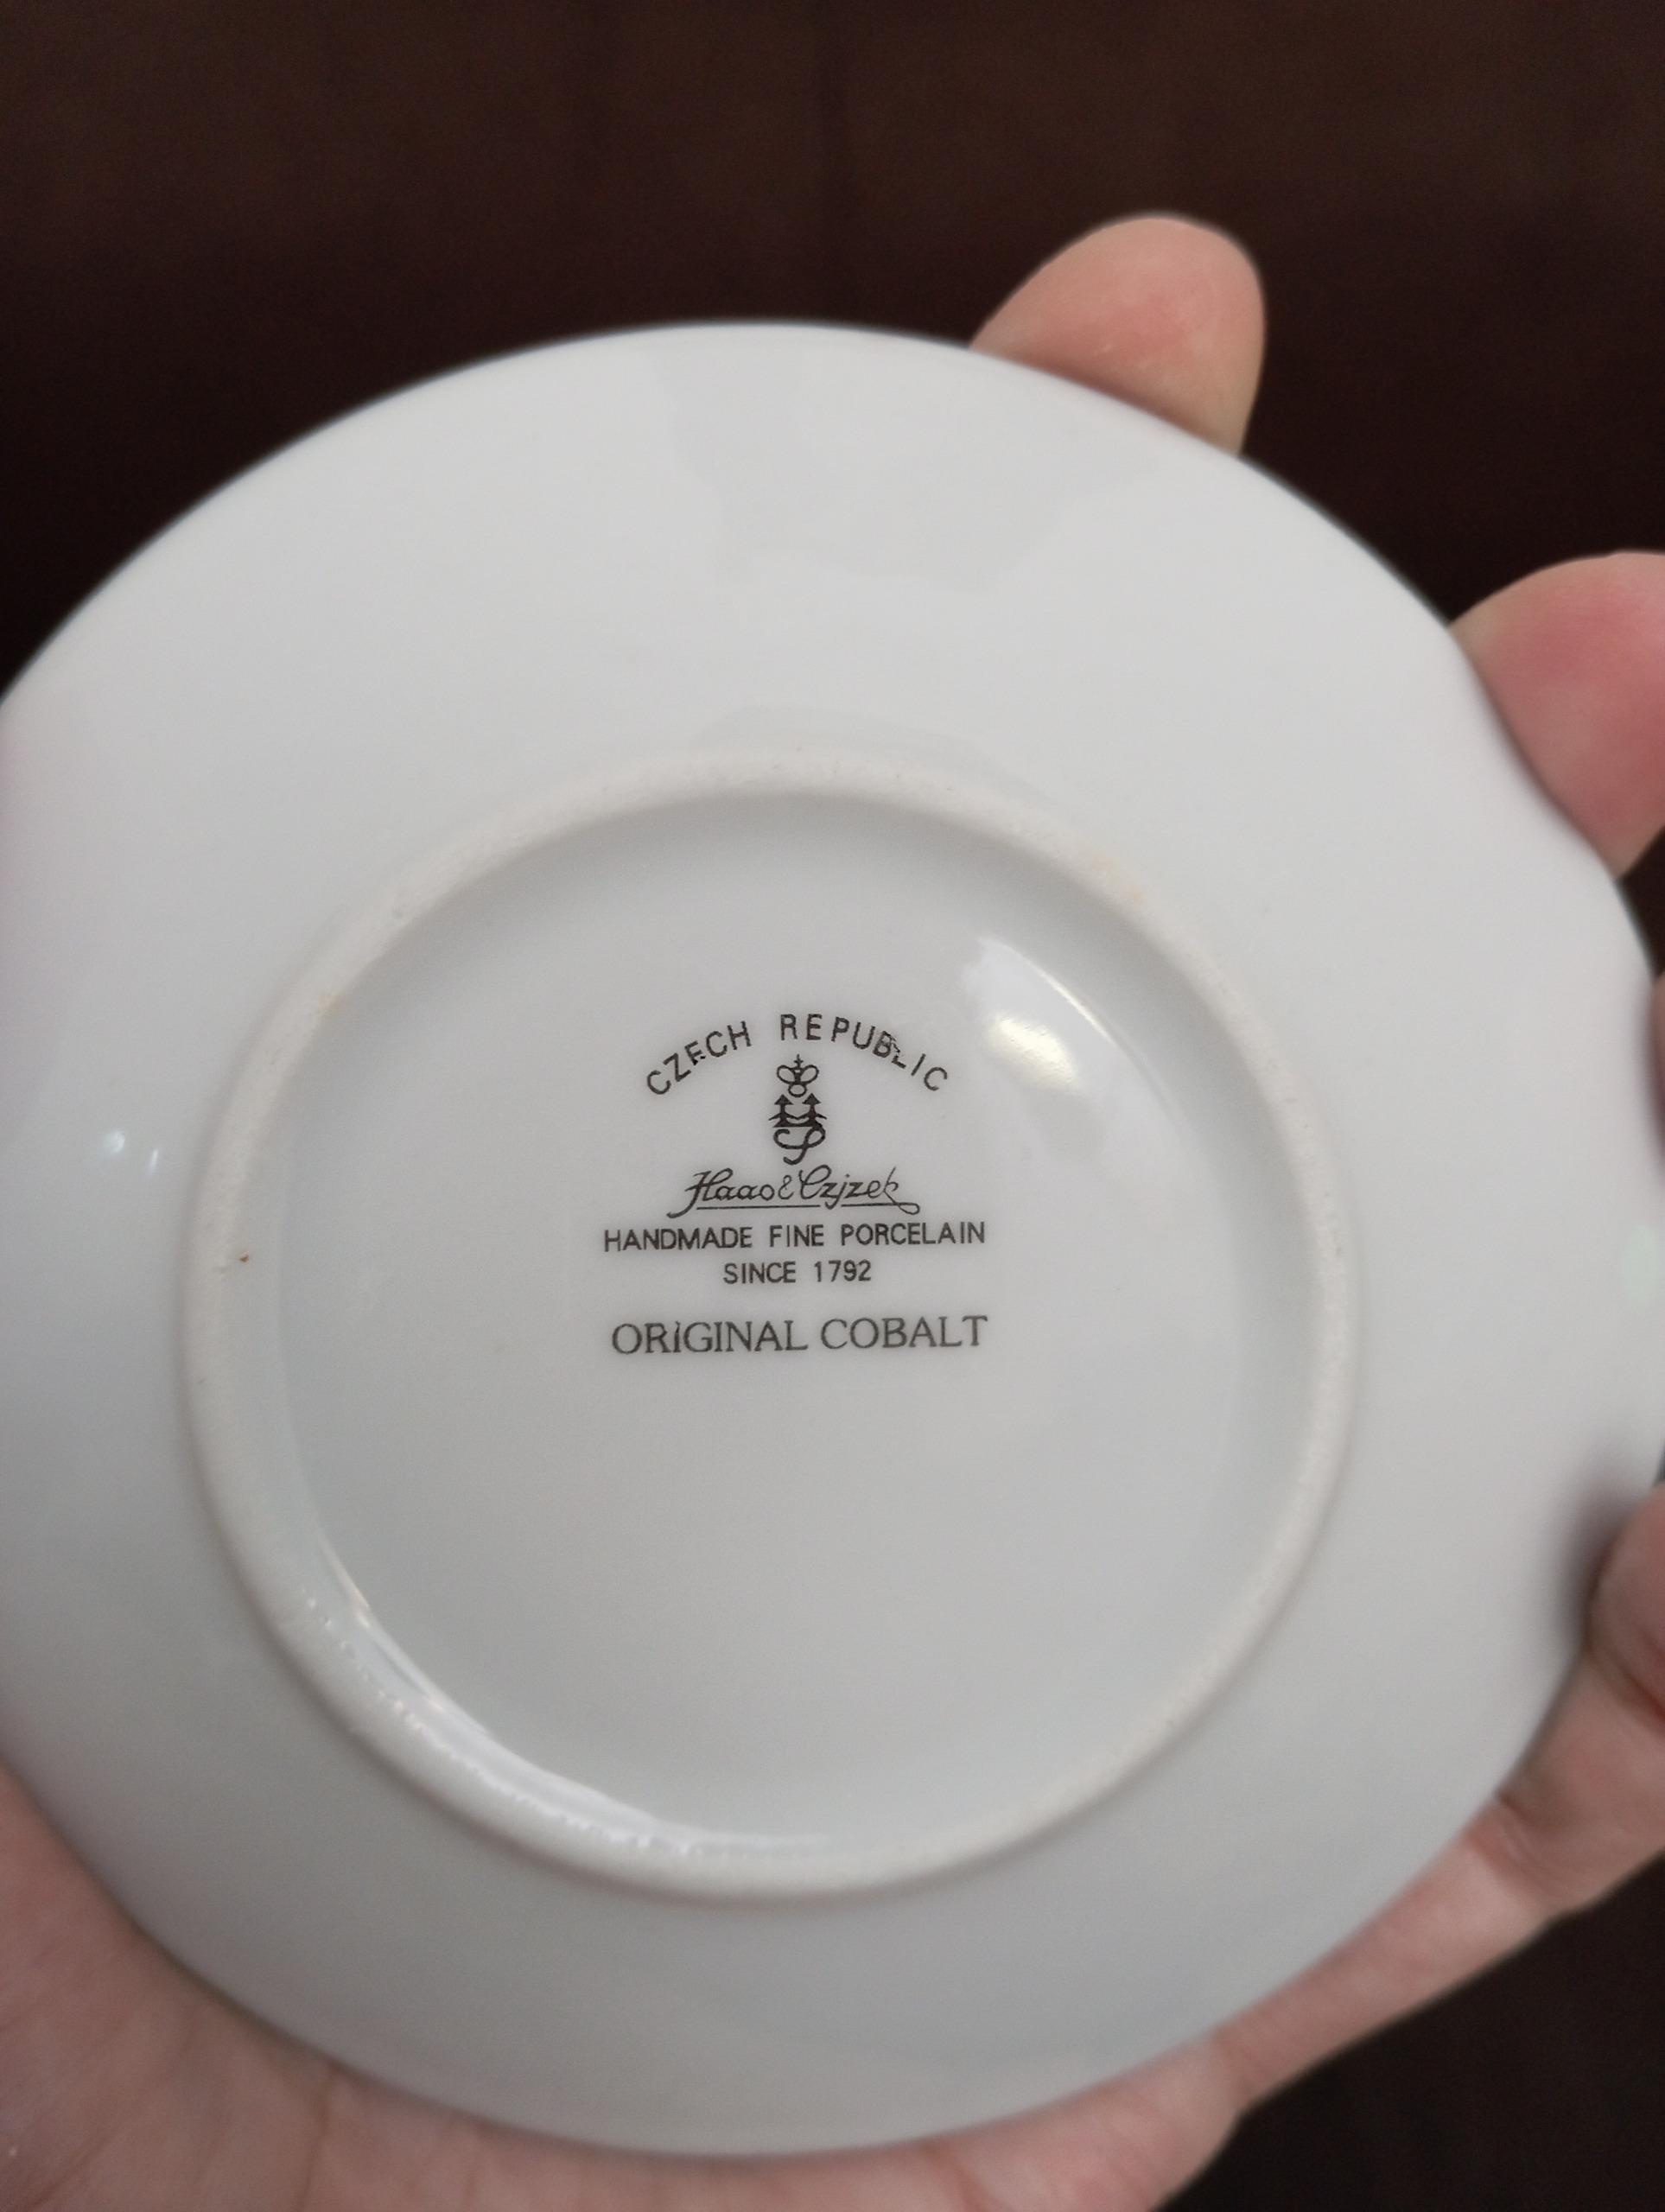 CZECH REPUBLIC
Haas & Czjzek
HANDMADE FINE PORCELAIN
SINCE 1792
ORIGINAL COBALT